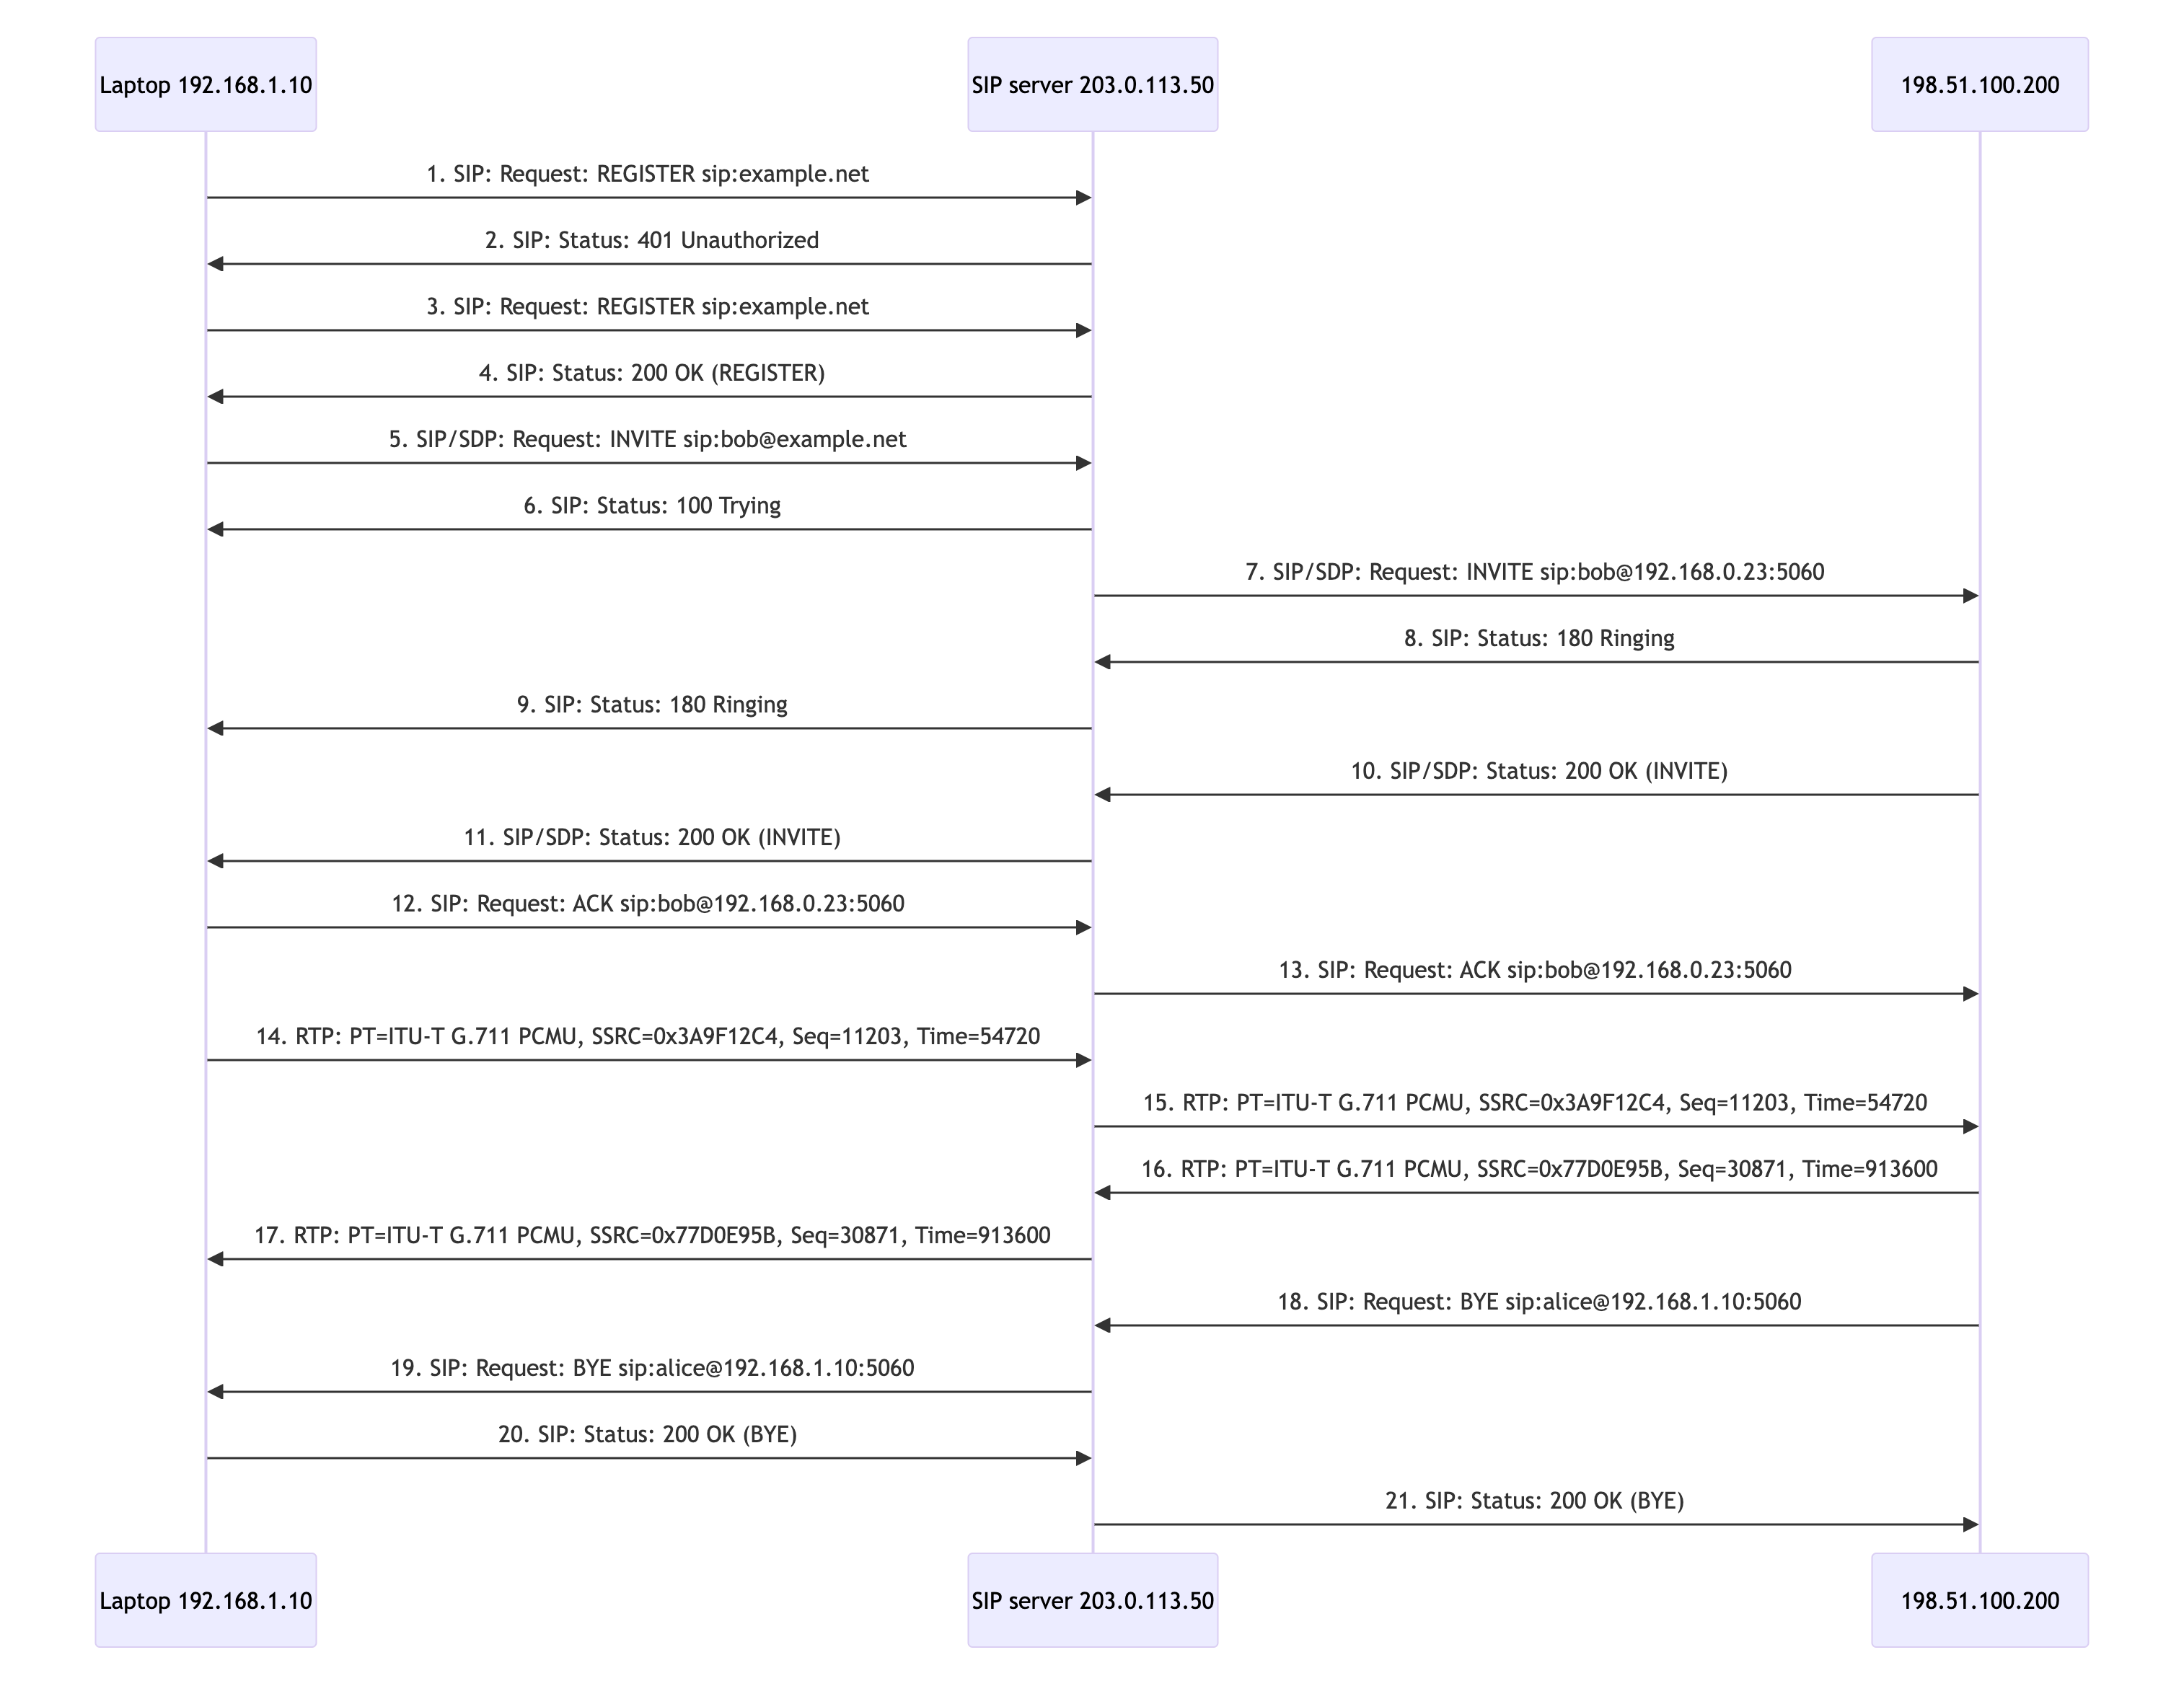 Laptop 192.168.1.10
SIP server 203.0.113.50
198.51.100.200
1. SIP: Request: REGISTER sip:example.net
2. SIP: Status: 401 Unauthorized
3. SIP: Request: REGISTER sip:example.net
4. SIP: Status: 200 OK (REGISTER)
5. SIP/SDP: Request: INVITE sip:bob@example.net
6. SIP: Status: 100 Trying
7. SIP/SDP: Request: INVITE sip:bob@192.168.0.23:5060
8. SIP: Status: 180 Ringing
9. SIP: Status: 180 Ringing
10. SIP/SDP: Status: 200 OK (INVITE)
11. SIP/SDP: Status: 200 OK (INVITE)
12. SIP: Request: ACK sip:bob@192.168.0.23:5060
13. SIP: Request: ACK sip:bob@192.168.0.23:5060
14. RTP: PT=ITU-T G.711 PCMU, SSRC=0x3A9F12C4, Seq=11203, Time=54720
15. RTP: PT=ITU-T G.711 PCMU, SSRC=0x3A9F12C4, Seq=11203, Time=54720
16. RTP: PT=ITU-T G.711 PCMU, SSRC=0x77D0E95B, Seq=30871, Time=913600
17. RTP: PT=ITU-T G.711 PCMU, SSRC=0x77D0E95B, Seq=30871, Time=913600
18. SIP: Request: BYE sip:alice@192.168.1.10:5060
19. SIP: Request: BYE sip:alice@192.168.1.10:5060
20. SIP: Status: 200 OK (BYE)
21. SIP: Status: 200 OK (BYE)
Laptop 192.168.1.10
SIP server 203.0.113.50
198.51.100.200